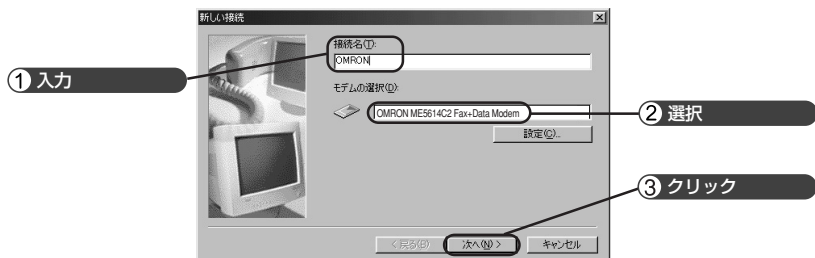 新しい接続
接続名(T):
OMRON
① 入力
モデムの選択(D):
OMRON ME5614C2 Fax+Data Modem
② 選択
設定(C)...
③ クリック
< 戻る(B)
次へ(N) >
キャンセル